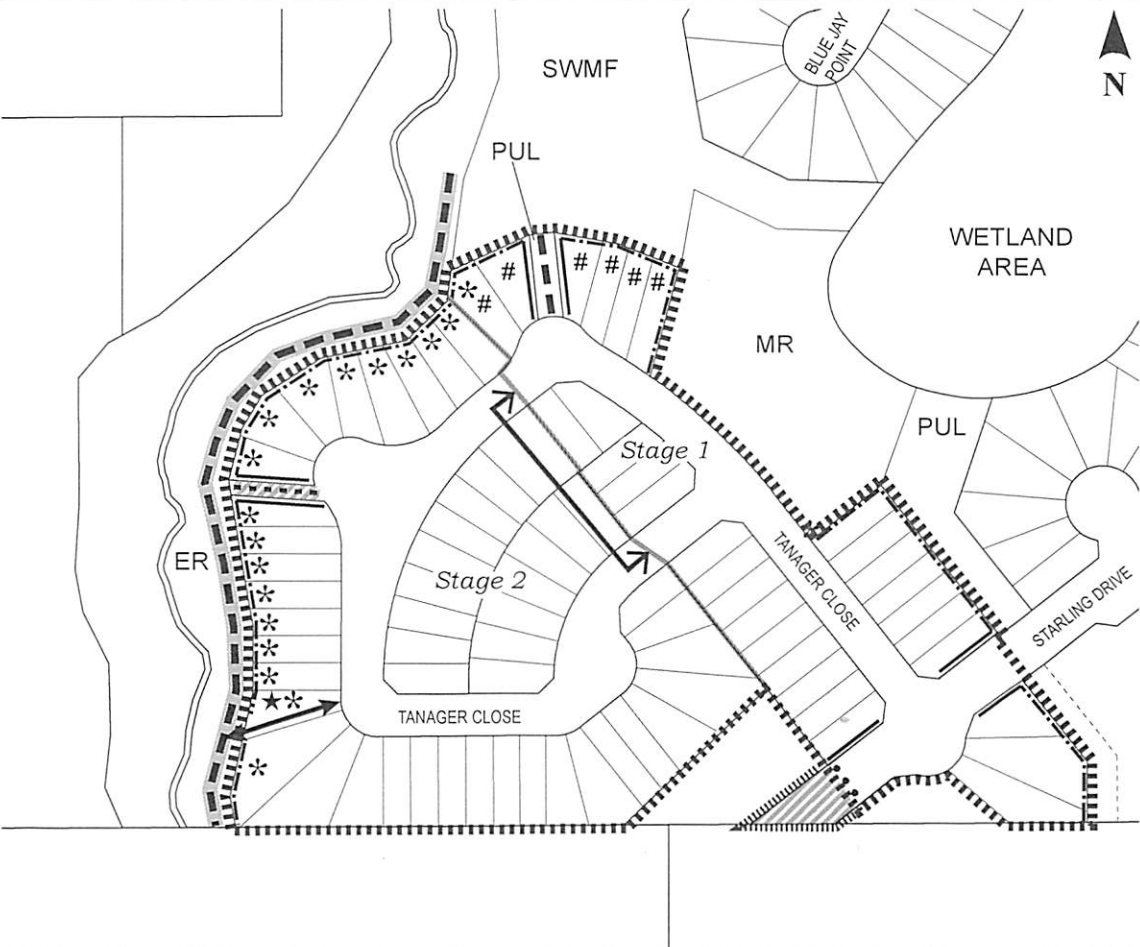 BLUE JAY
POINT
N
SWMF
PUL
WETLAND
AREA
MR
PUL
Stage 1
Stage 2
ER
TANAGER CLOSE
STARLING DRIVE
TANAGER CLOSE